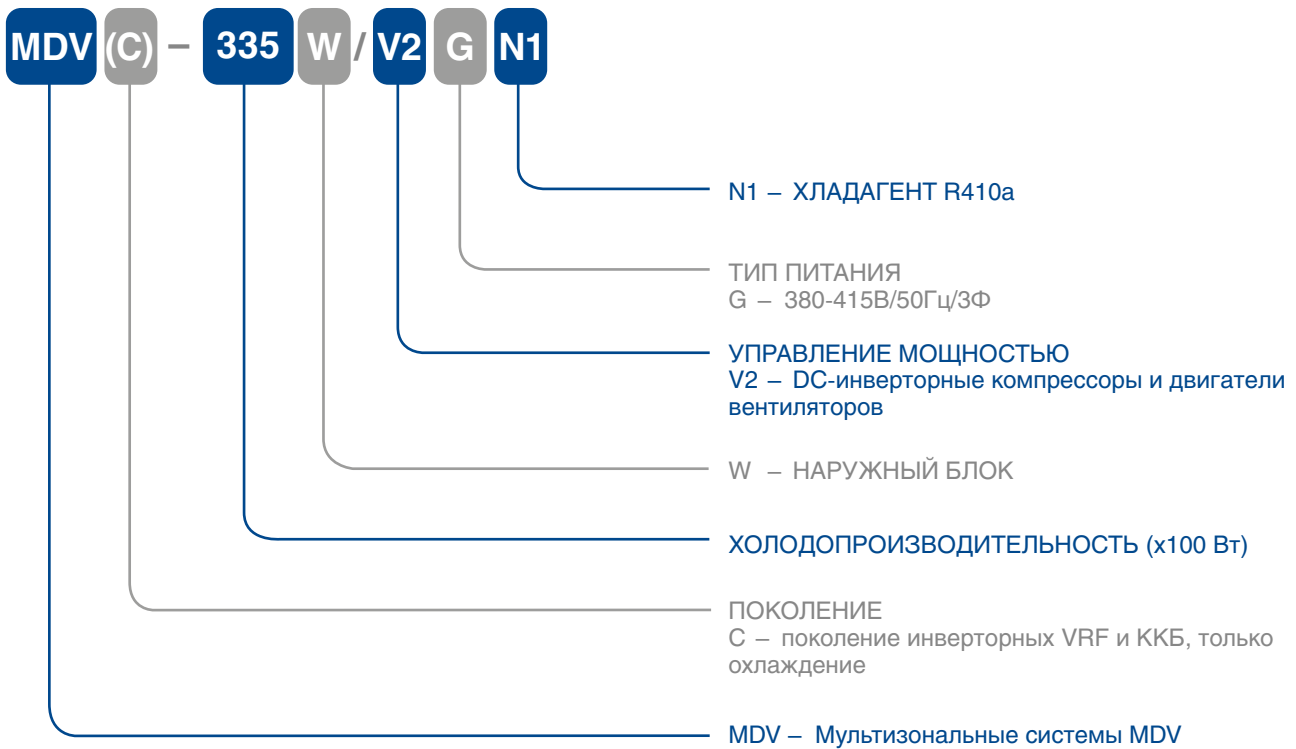 MDV (C) – 335 W / V2 G N1
N1 – ХЛАДАГЕНТ R410a
ТИП ПИТАНИЯ
G – 380-415В/50Гц/3Ф
УПРАВЛЕНИЕ МОЩНОСТЬЮ
V2 – DC-инверторные компрессоры и двигатели
вентиляторов
W – НАРУЖНЫЙ БЛОК
ХОЛОДОПРОИЗВОДИТЕЛЬНОСТЬ (x100 Вт)
ПОКОЛЕНИЕ
C – поколение инверторных VRF и ККБ, только
охлаждение
MDV – Мультизональные системы MDV